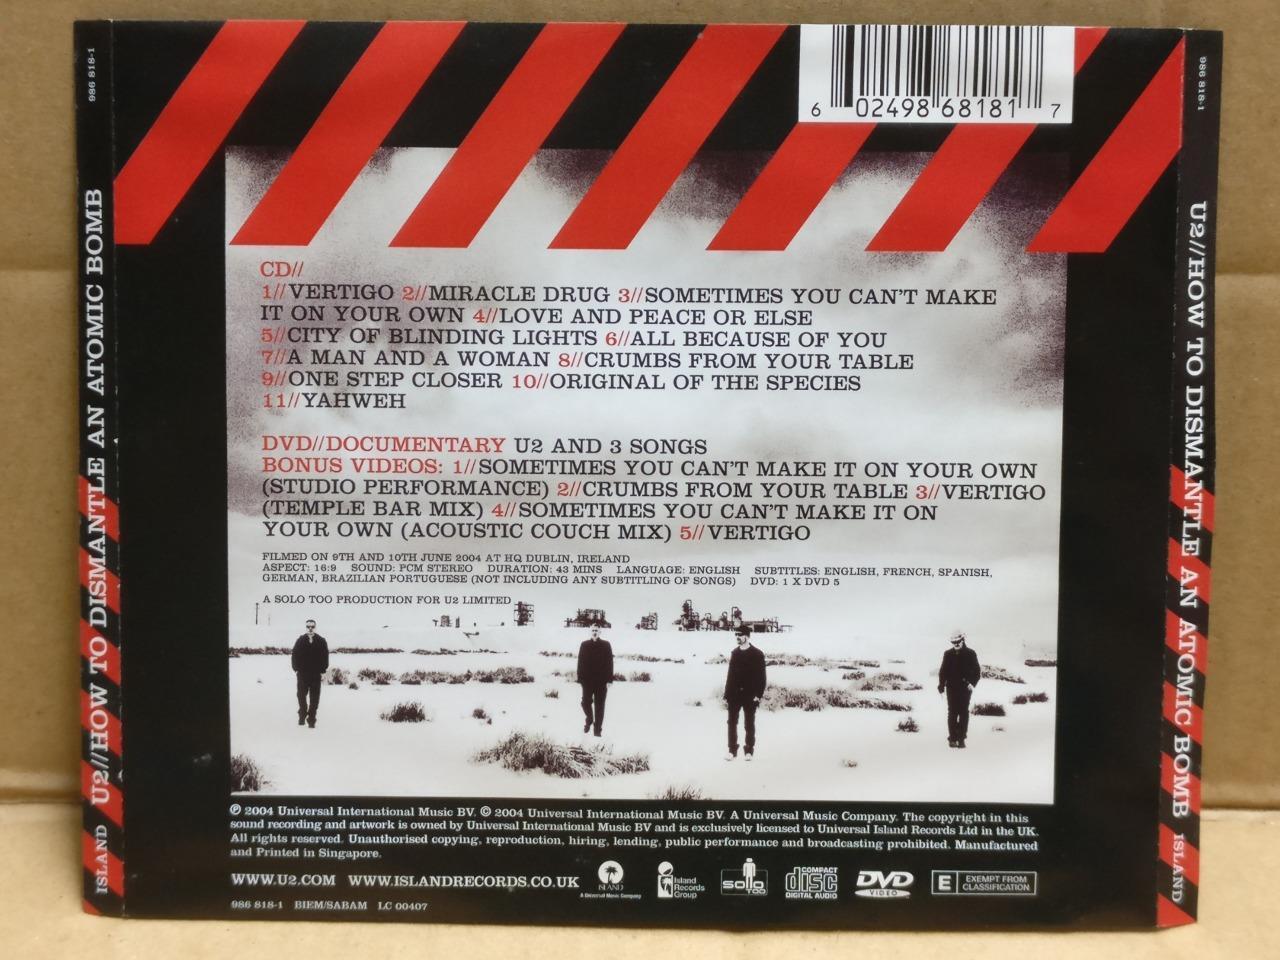 986 818-1
U2//HOW TO DISMANTLE AN ATOMIC BOMB
ISLAND
6 02498 68181 7
CD//
1//VERTIGO 2//MIRACLE DRUG 3//SOMETIMES YOU CAN'T MAKE
IT ON YOUR OWN 4//LOVE AND PEACE OR ELSE
5//CITY OF BLINDING LIGHTS 6//ALL BECAUSE OF YOU
7//A MAN AND A WOMAN 8//CRUMBS FROM YOUR TABLE
9//ONE STEP CLOSER 10//ORIGINAL OF THE SPECIES
11//YAHWEH
DVD//DOCUMENTARY U2 AND 3 SONGS
BONUS VIDEOS: 1//SOMETIMES YOU CAN'T MAKE IT ON YOUR OWN
(STUDIO PERFORMANCE) 2//CRUMBS FROM YOUR TABLE 3//VERTIGO
(TEMPLE BAR MIX) 4//SOMETIMES YOU CAN'T MAKE IT ON
YOUR OWN (ACOUSTIC COUCH MIX) 5//VERTIGO
FILMED ON 9TH AND 10TH JUNE 2004 AT HQ DUBLIN, IRELAND
ASPECT: 16:9 SOUND: PCM STEREO DURATION: 43 MINS LANGUAGE: ENGLISH SUBTITLES: ENGLISH, FRENCH, SPANISH,
GERMAN, BRAZILIAN PORTUGUESE (NOT INCLUDING ANY SUBTITLING OF SONGS) DVD: 1 X DVD 5
A SOLO TOO PRODUCTION FOR U2 LIMITED
℗ 2004 Universal International Music BV. © 2004 Universal International Music BV. A Universal Music Company. The copyright in this
sound recording and artwork is owned by Universal International Music BV and is exclusively licensed to Universal Island Records Ltd in the UK.
All rights reserved. Unauthorised copying, reproduction, hiring, lending, public performance and broadcasting prohibited. Manufactured
and Printed in Singapore.
WWW.U2.COM WWW.ISLANDRECORDS.CO.UK
ISLAND
A Universal Music Company
Island
Records
Group
solo
TOO
COMPACT
disc
DIGITAL AUDIO
DVD
VIDEO
E EXEMPT FROM
CLASSIFICATION
986 818-1 BIEM/SABAM LC 00407
986 818-1
U2//HOW TO DISMANTLE AN ATOMIC BOMB
ISLAND